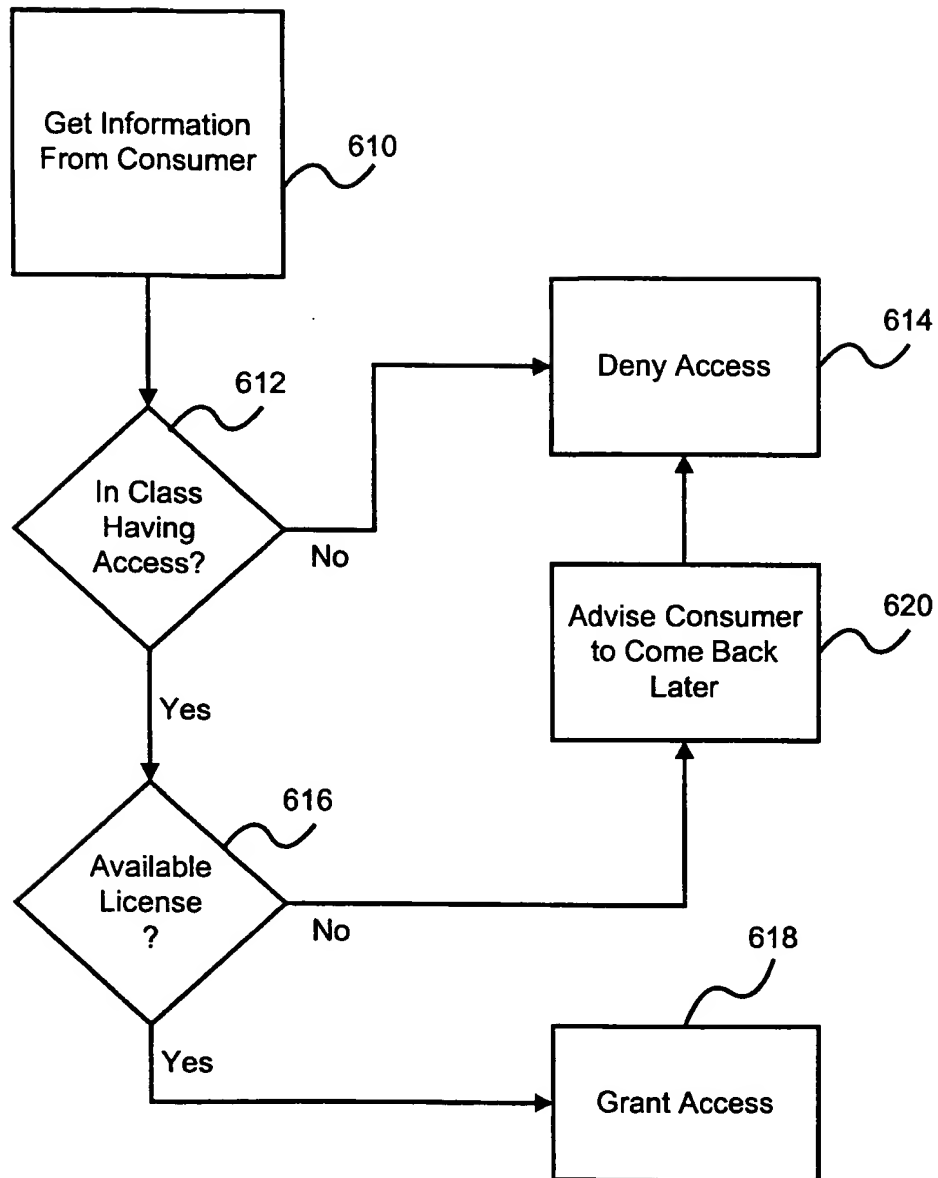 Get Information
From Consumer
610
612
In Class
Having
Access?
No
Yes
Deny Access
614
Advise Consumer
to Come Back
Later
620
616
Available
License
?
No
Yes
618
Grant Access